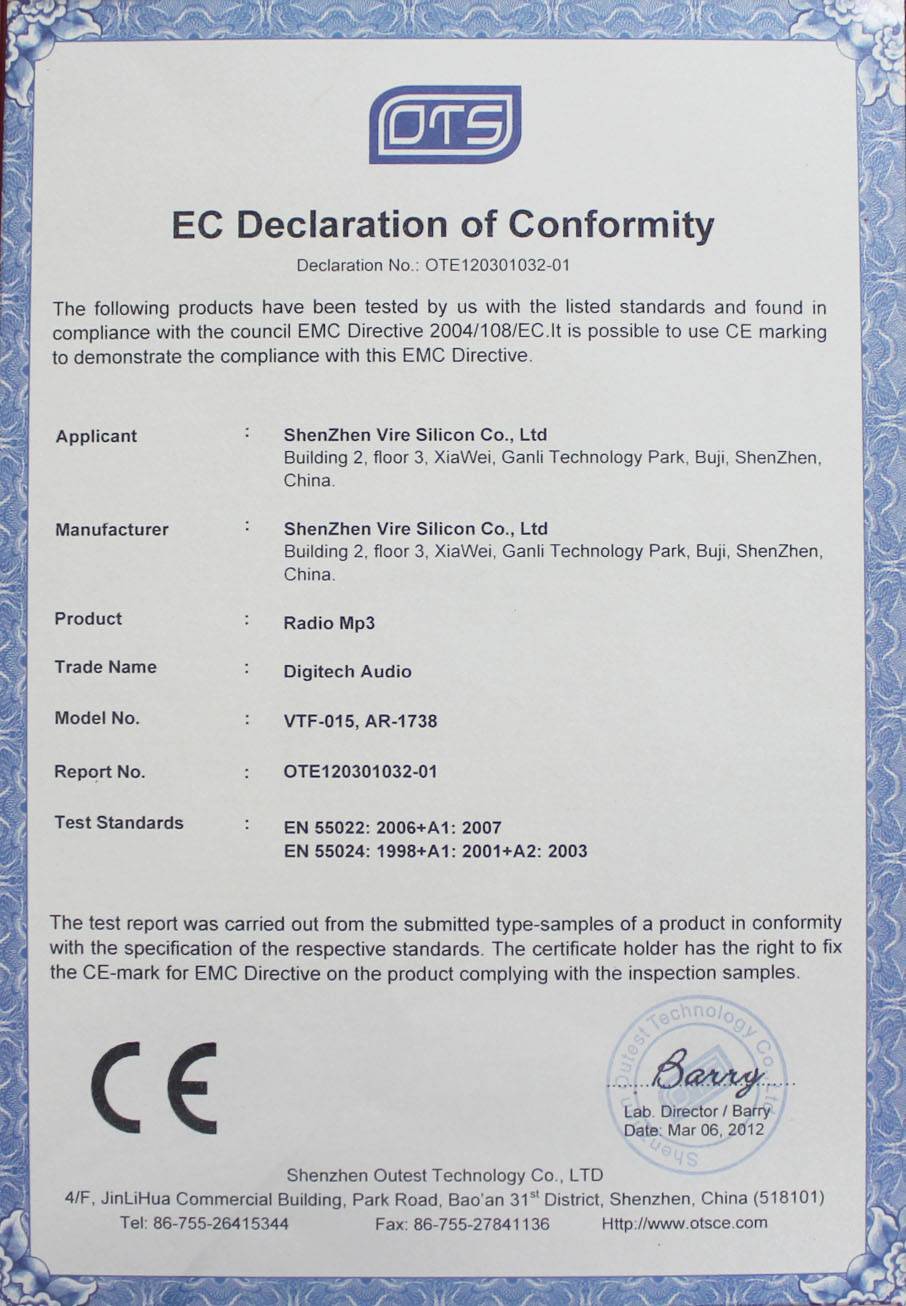 OTS
EC Declaration of Conformity
Declaration No.: OTE120301032-01
The following products have been tested by us with the listed standards and found in
compliance with the council EMC Directive 2004/108/EC.It is possible to use CE marking
to demonstrate the compliance with this EMC Directive.
Applicant : ShenZhen Vire Silicon Co., Ltd
Building 2, floor 3, XiaWei, Ganli Technology Park, Buji, ShenZhen,
China.
Manufacturer : ShenZhen Vire Silicon Co., Ltd
Building 2, floor 3, XiaWei, Ganli Technology Park, Buji, ShenZhen,
China.
Product : Radio Mp3
Trade Name : Digitech Audio
Model No. : VTF-015, AR-1738
Report No. : OTE120301032-01
Test Standards : EN 55022: 2006+A1: 2007
EN 55024: 1998+A1: 2001+A2: 2003
The test report was carried out from the submitted type-samples of a product in conformity
with the specification of the respective standards. The certificate holder has the right to fix
the CE-mark for EMC Directive on the product complying with the inspection samples.
CE
Shenzhen Outest Technology Co., Ltd
Barry
Lab. Director / Barry
Date: Mar 06, 2012
Shenzhen Outest Technology Co., LTD
4/F, JinLiHua Commercial Building, Park Road, Bao'an 31st District, Shenzhen, China (518101)
Tel: 86-755-26415344 Fax: 86-755-27841136 Http://www.otsce.com